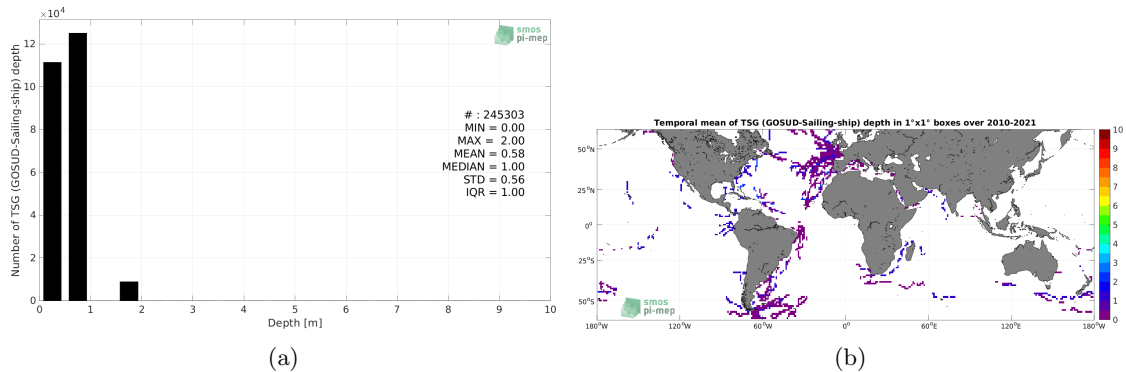 ×10⁴
12
10
8
6
4
2
0
Number of TSG (GOSUD-Sailing-ship) depth
smos
pi-mep
# : 245303
MIN = 0.00
MAX = 2.00
MEAN = 0.58
MEDIAN = 1.00
STD = 0.56
IQR = 1.00
0 1 2 3 4 5 6 7 8 9 10
Depth [m]
(a)
Temporal mean of TSG (GOSUD-Sailing-ship) depth in 1°x1° boxes over 2010-2021
50°N
25°N
0°
25°S
50°S
smos
pi-mep
180°W 120°W 60°W 0° 60°E 120°E 180°W
10
9
8
7
6
5
4
3
2
1
0
(b)